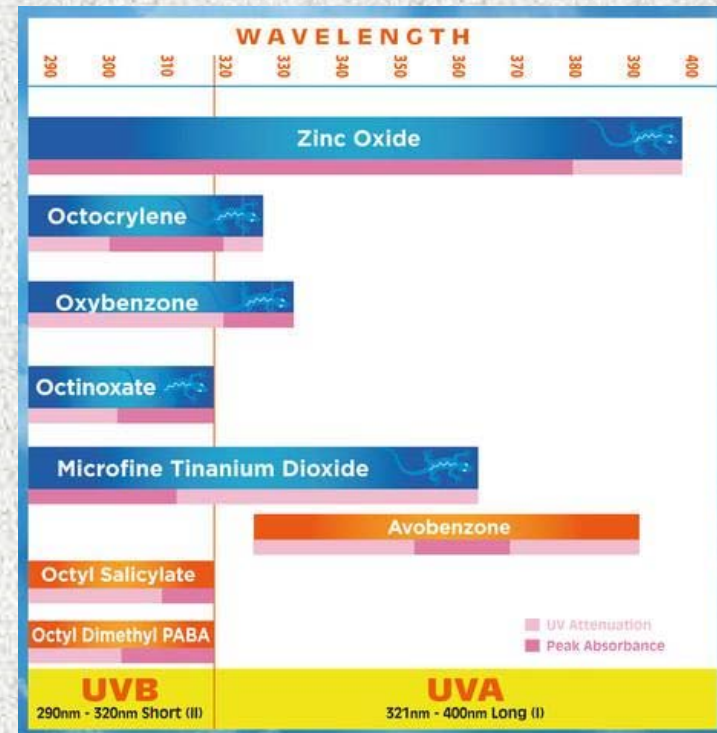 WAVELENGTH
290 300 310 320 330 340 350 360 370 380 390 400
Zinc Oxide
Octocrylene
Oxybenzone
Octinoxate
Microfine Tinanium Dioxide
Avobenzone
Octyl Salicylate
Octyl Dimethyl PABA
UV Attenuation
Peak Absorbance
UVB UVA
290nm - 320nm Short (II) 321nm - 400nm Long (I)